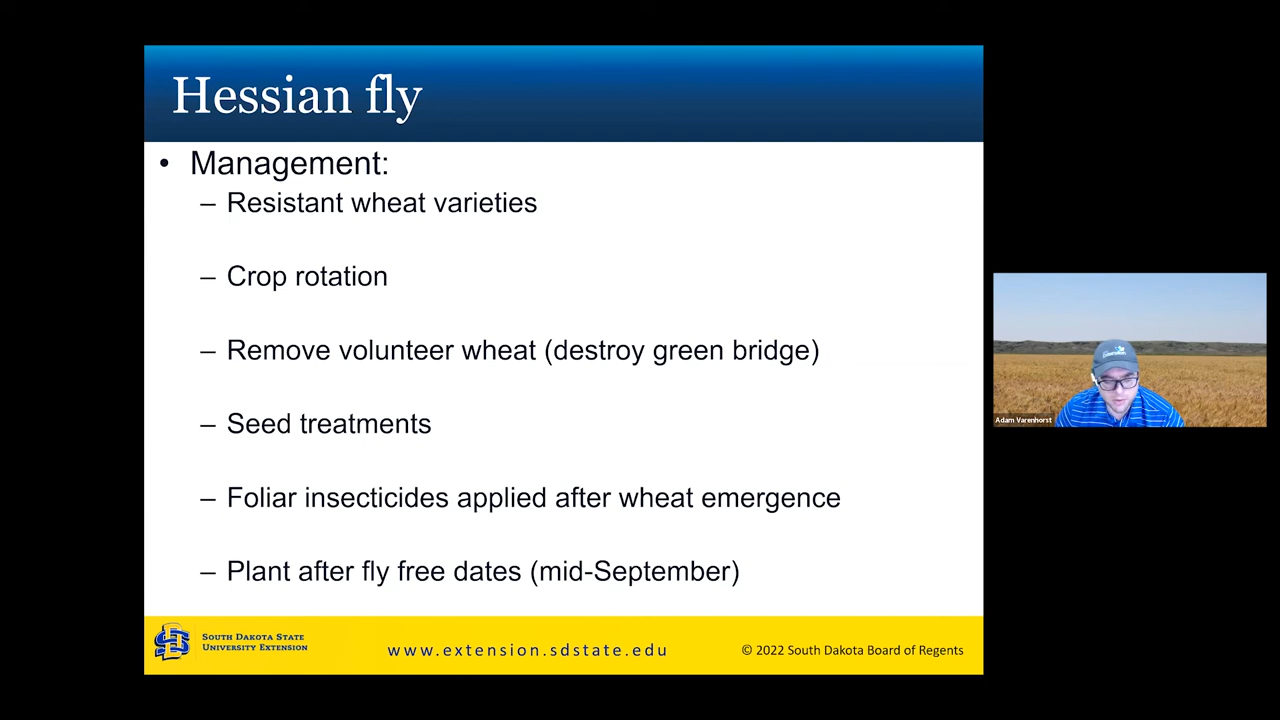 Hessian fly
• Management:
– Resistant wheat varieties
– Crop rotation
– Remove volunteer wheat (destroy green bridge)
– Seed treatments
– Foliar insecticides applied after wheat emergence
– Plant after fly free dates (mid-September)
SOUTH DAKOTA STATE
UNIVERSITY EXTENSION
www.extension.sdstate.edu
© 2022 South Dakota Board of Regents
Adam Varenhorst